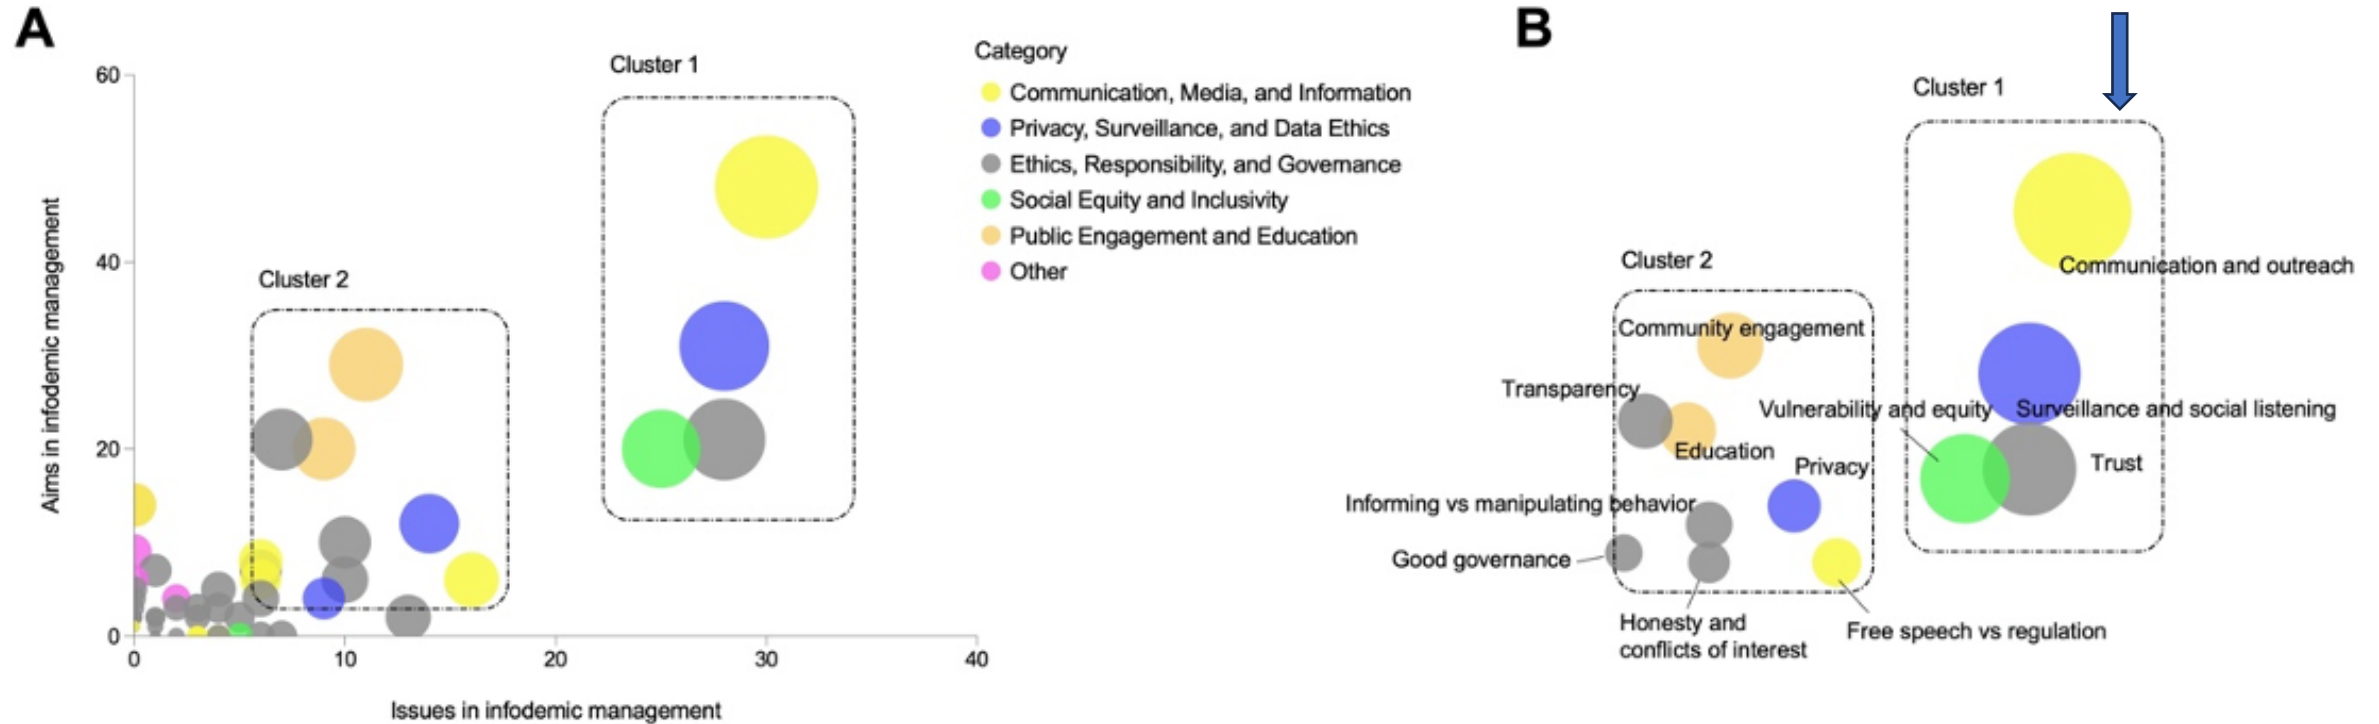 A
Cluster 1
60
40
20
0
Aims in infodemic management
Cluster 2
0
10
20
30
40
Issues in infodemic management
Category
Communication, Media, and Information
Privacy, Surveillance, and Data Ethics
Ethics, Responsibility, and Governance
Social Equity and Inclusivity
Public Engagement and Education
Other
B
Cluster 1
Communication and outreach
Cluster 2
Community engagement
Transparency
Vulnerability and equity
Surveillance and social listening
Education
Privacy
Trust
Informing vs manipulating behavior
Good governance
Honesty and
conflicts of interest
Free speech vs regulation